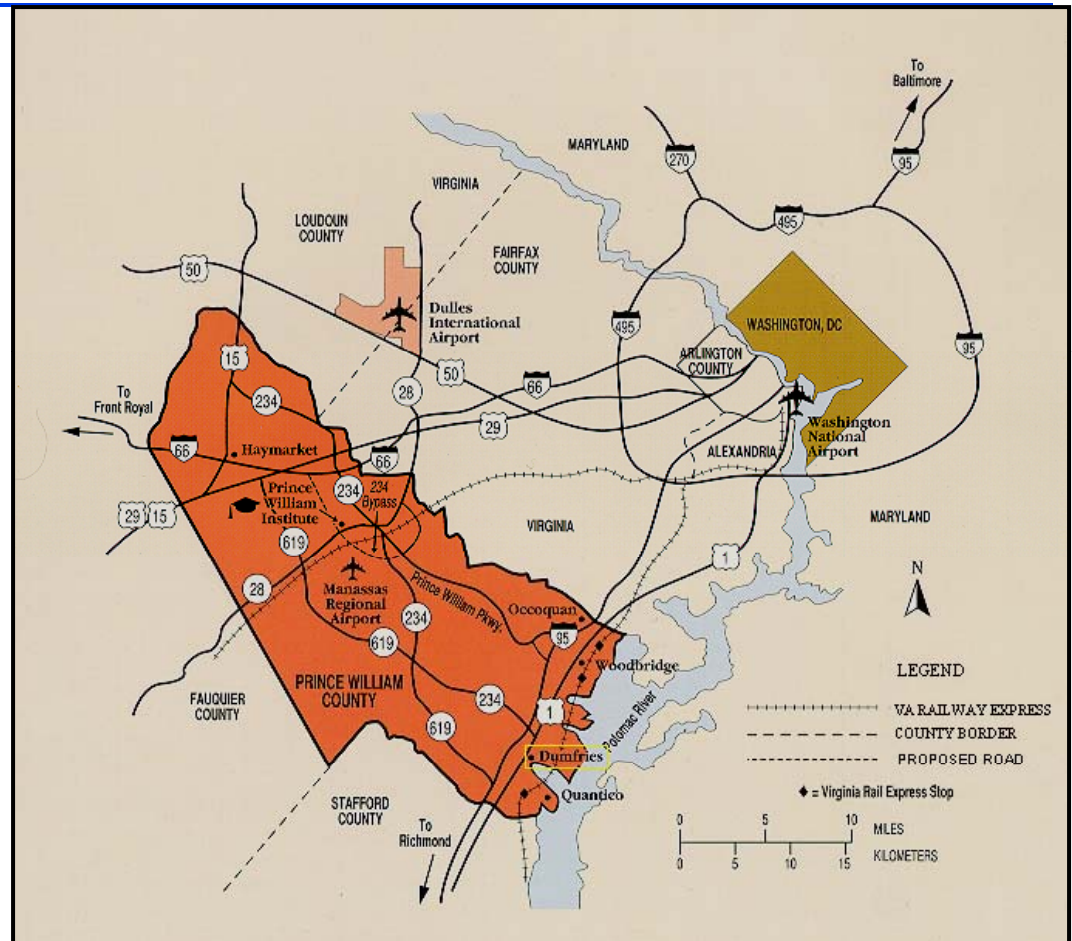 To
Baltimore
MARYLAND
270
95
VIRGINIA
495
LOUDOUN
COUNTY
FAIRFAX
COUNTY
50
Dulles
International
Airport
495
WASHINGTON, DC
95
15
ARLINGTON
COUNTY
50
66
28
To
Front Royal
234
29
Washington
National
Airport
66
Haymarket
66
ALEXANDRIA
Prince
William
Institute
234
234
Bypass
29 15
VIRGINIA
MARYLAND
619
1
N
28
Manassas
Regional
Airport
Prince William Pkwy.
Occoquan
234
95
619
Woodbridge
LEGEND
PRINCE WILLIAM
COUNTY
234
FAUQUIER
COUNTY
1
Potomac River
VA RAILWAY EXPRESS
619
COUNTY BORDER
Dumfries
PROPOSED ROAD
Quantico
= Virginia Rail Express Stop
STAFFORD
COUNTY
To
Richmond
0 5 10
MILES
KILOMETERS
0 5 10 15